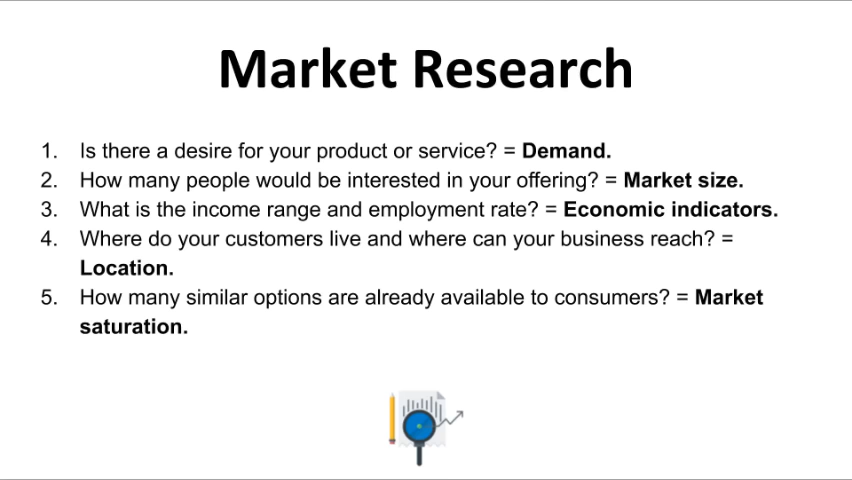 Market Research
1. Is there a desire for your product or service? = Demand.
2. How many people would be interested in your offering? = Market size.
3. What is the income range and employment rate? = Economic indicators.
4. Where do your customers live and where can your business reach? =
Location.
5. How many similar options are already available to consumers? = Market
saturation.